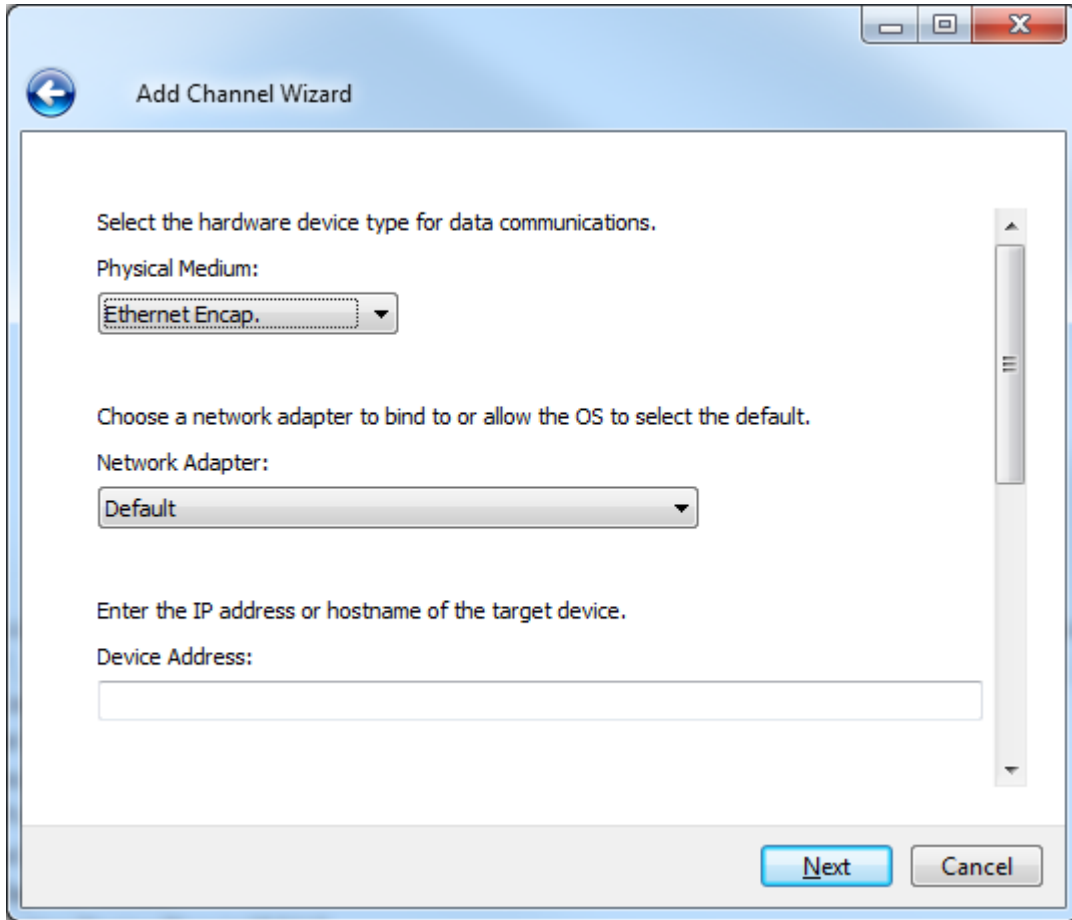 Add Channel Wizard
Select the hardware device type for data communications.
Physical Medium:
Ethernet Encap.
Choose a network adapter to bind to or allow the OS to select the default.
Network Adapter:
Default
Enter the IP address or hostname of the target device.
Device Address:
Next
Cancel